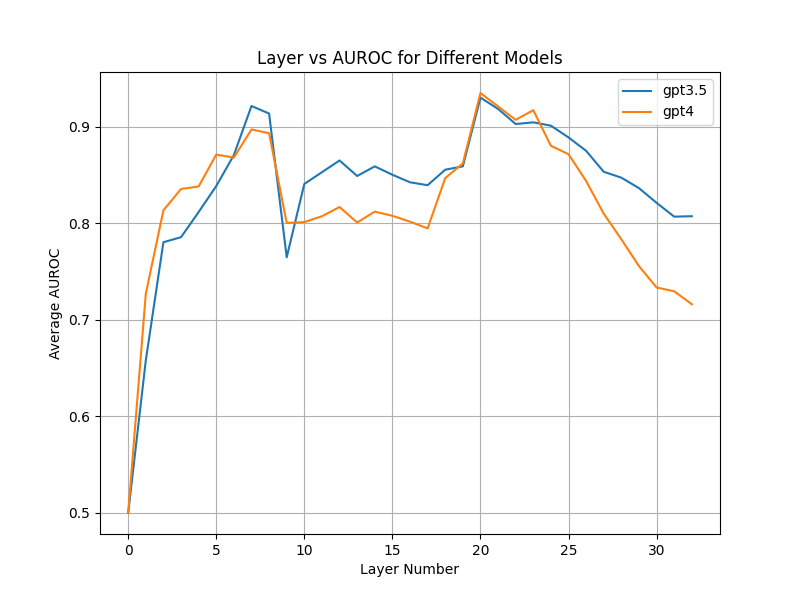 Layer vs AUROC for Different Models
gpt3.5
gpt4
Average AUROC
0.9
0.8
0.7
0.6
0.5
0 5 10 15 20 25 30
Layer Number